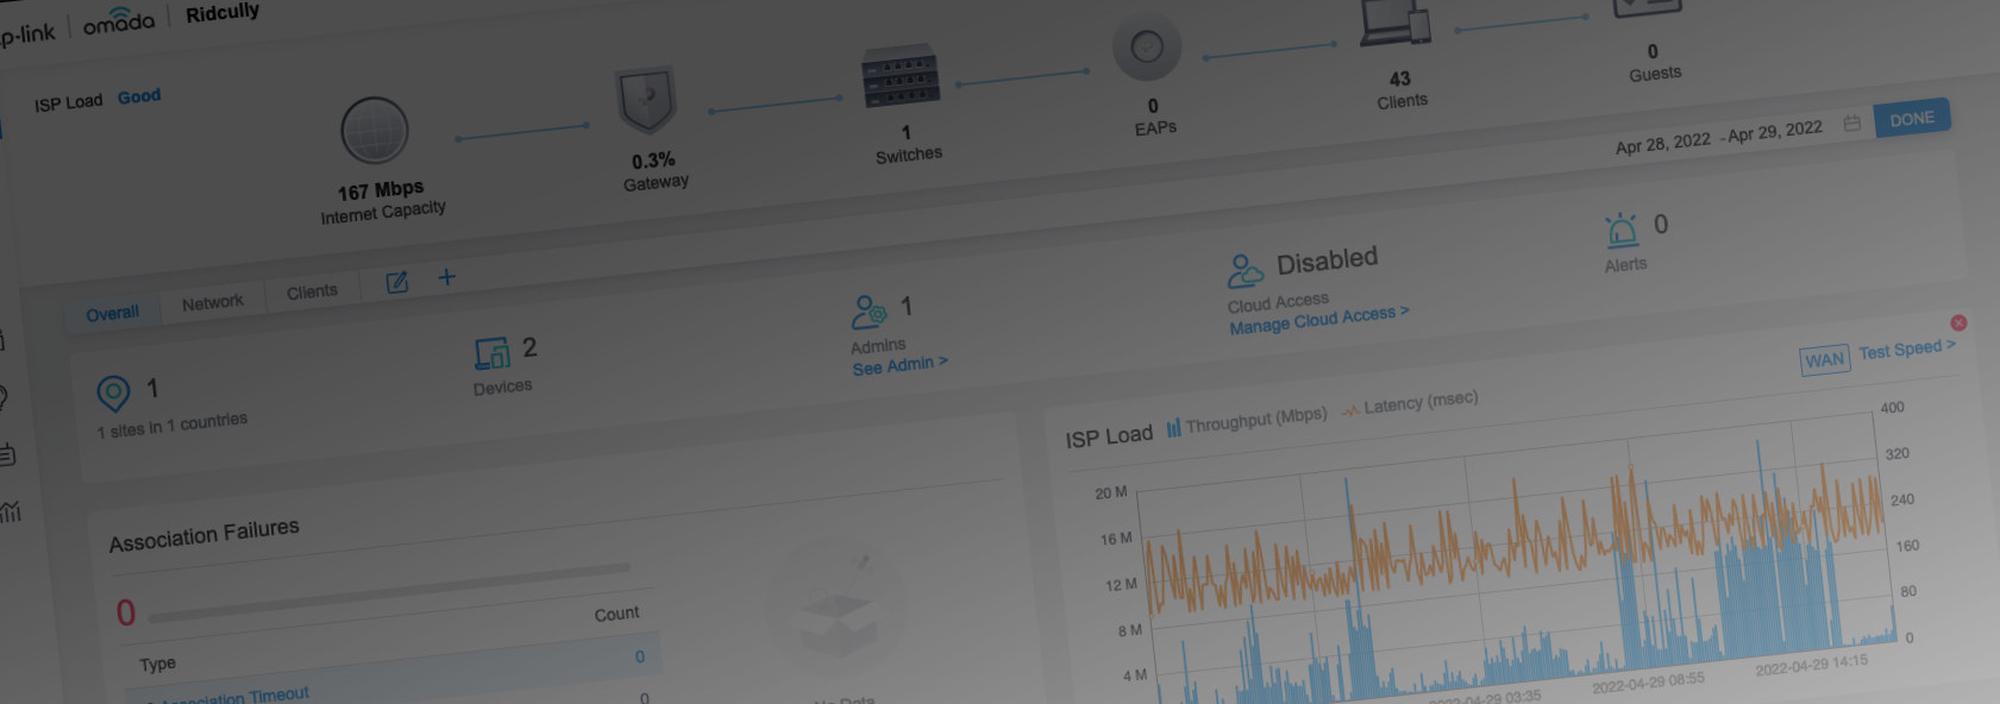 p-link | omada | Ridcully
ISP Load Good
167 Mbps
Internet Capacity
0.3%
Gateway
1
Switches
0
EAPs
43
Clients
0
Guests
Apr 28, 2022 - Apr 29, 2022
DONE
Overall
Network
Clients
1
1 sites in 1 countries
2
Devices
1
Admins
See Admin >
Disabled
Cloud Access
Manage Cloud Access >
0
Alerts
Association Failures
0
Count
Type
0
Association Timeout
0
No Data
WAN
Test Speed >
ISP Load
Throughput (Mbps)
Latency (msec)
20 M
16 M
12 M
8 M
4 M
400
320
240
160
80
0
2022-04-29 03:35
2022-04-29 08:55
2022-04-29 14:15